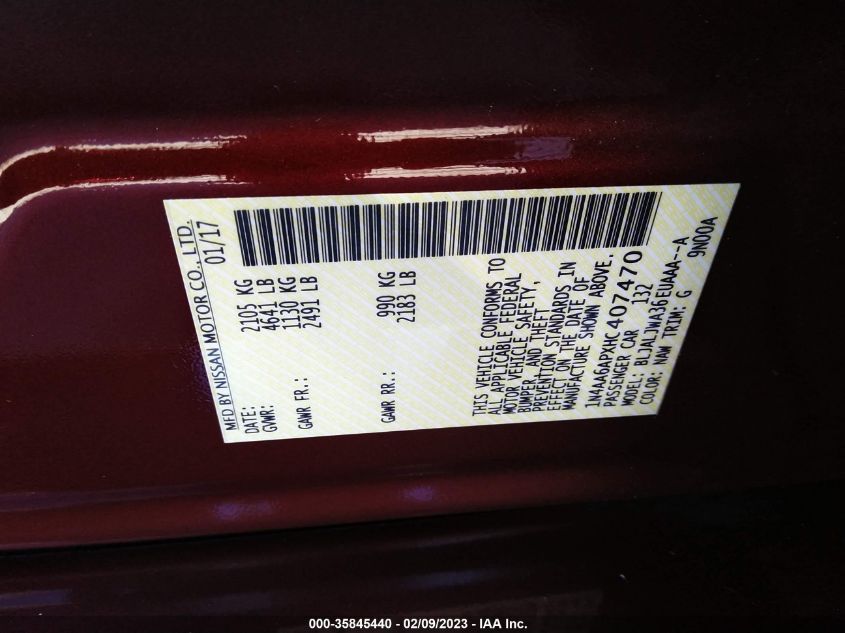 MFD BY NISSAN MOTOR CO., LTD.
DATE: 01/17
GVWR: 2105 KG
4641 LB
GAWR FR.: 1130 KG
2491 LB
GAWR RR.: 990 KG
2183 LB
THIS VEHICLE CONFORMS TO
ALL APPLICABLE FEDERAL
MOTOR VEHICLE SAFETY,
BUMPER, AND THEFT
PREVENTION STANDARDS IN
EFFECT ON THE DATE OF
MANUFACTURE SHOWN ABOVE.
1N4AA6APXHC407470
PASSENGER CAR 132
MODEL: BLJALJWA36EUAAA--A
COLOR: NAW TRIM: G 9N00A
000-35845440 - 02/09/2023 - IAA Inc.